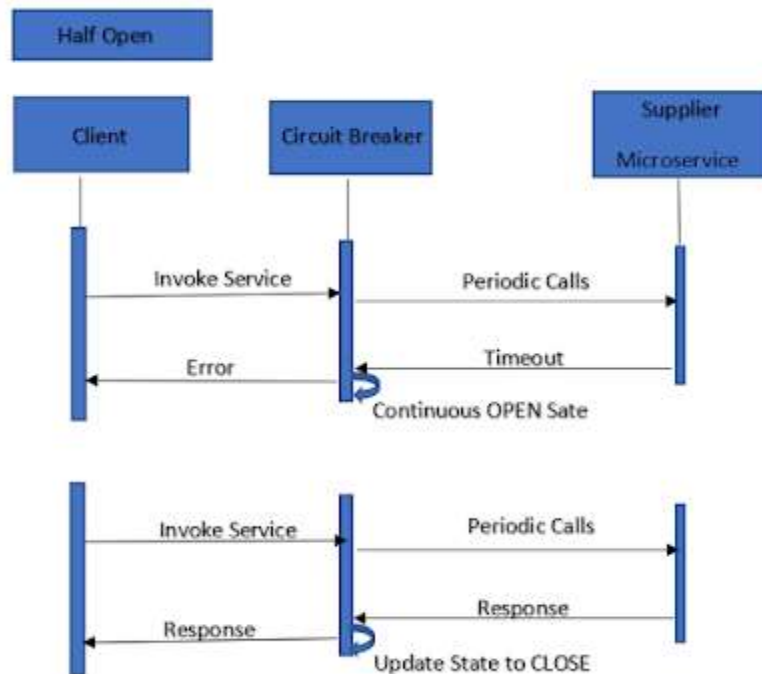 Half Open
Client
Circuit Breaker
Supplier
Microservice
Invoke Service
Periodic Calls
Timeout
Error
Continuous OPEN Sate
Invoke Service
Periodic Calls
Response
Response
Update State to CLOSE